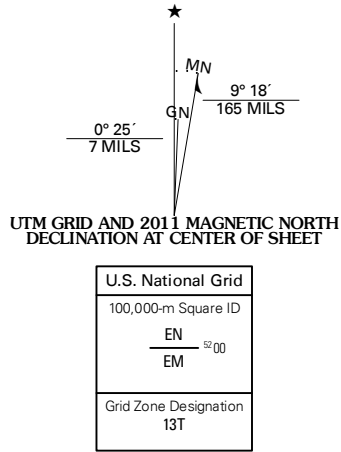 ★
MN
GN
9° 18´
165 MILS
0° 25´
7 MILS
UTM GRID AND 2011 MAGNETIC NORTH
DECLINATION AT CENTER OF SHEET
U.S. National Grid
100,000-m Square ID
EN
5200
EM
Grid Zone Designation
13T